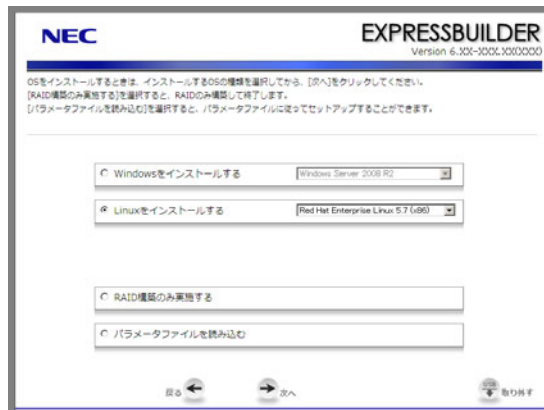 NEC
EXPRESSBUILDER
Version 6.XX-XXX.XX(XXXX)
OSをインストールするときは、インストールするOSの種類を選択してから、[次へ]をクリックしてください。
[RAID構築のみ実施する]を選択すると、RAIDのみ構築して終了します。
[パラメータファイルを読み込む]を選択すると、パラメータファイルに従ってセットアップすることができます。
Windowsをインストールする
Windows Server 2008 R2
Linuxをインストールする
Red Hat Enterprise Linux 5.7 (x86)
RAID構築のみ実施する
パラメータファイルを読み込む
戻る
次へ
取り外す